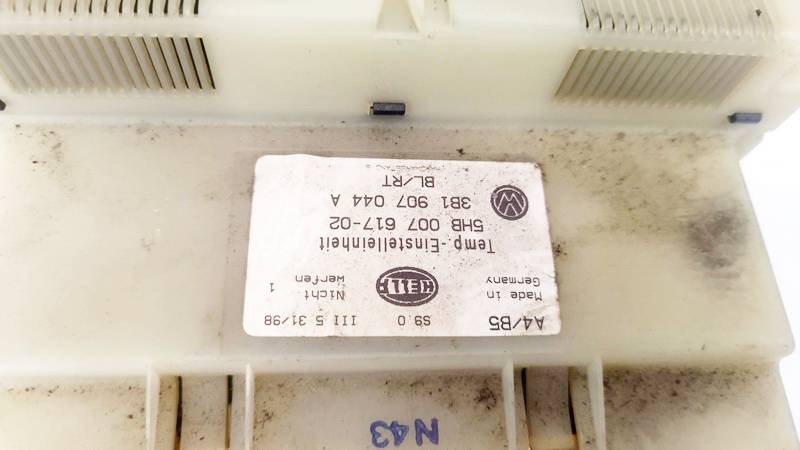 A4/B5 S9.0 III 5 31/98
Made in Germany HELLA Nicht werfen 1
Temp.-Einstelleinheit
5HB 007 617-02
3B1 907 044 A
BL/RT
N43